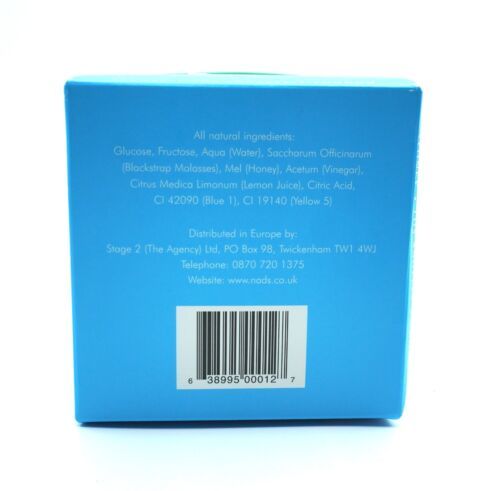 All natural ingredients:
Glucose, Fructose, Aqua (Water), Saccharum Officinarum
(Blackstrap Molasses), Mel (Honey), Acetum (Vinegar),
Citrus Medica Limonum (Lemon Juice), Citric Acid,
CI 42090 (Blue 1), CI 19140 (Yellow 5)
Distributed in Europe by:
Stage 2 (The Agency) Ltd, PO Box 98, Twickenham TW1 4WJ
Telephone: 0870 720 1375
Website: www.nads.co.uk
6 38995 00012 7